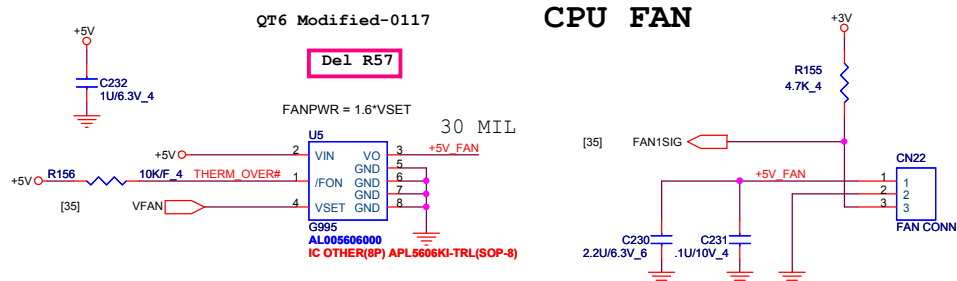 QT6 Modified-0117
CPU FAN
Del R57
+5V
C232
1U/6.3V_4
FANPWR = 1.6*VSET
30 MIL
U5
+5V
2
VIN
VO
3
+5V_FAN
GND
5
+5V
R156
10K/F_4
THERM_OVER#
1
/FON
GND
6
GND
7
[35]
VFAN
4
VSET
GND
8
G995
AL005606000
IC OTHER(8P) APL5606KI-TRL(SOP-8)
+3V
R155
4.7K_4
[35]
FAN1SIG
CN22
+5V_FAN
1
1
2
2
3
3
FAN CONN
C230
2.2U/6.3V_6
C231
.1U/10V_4